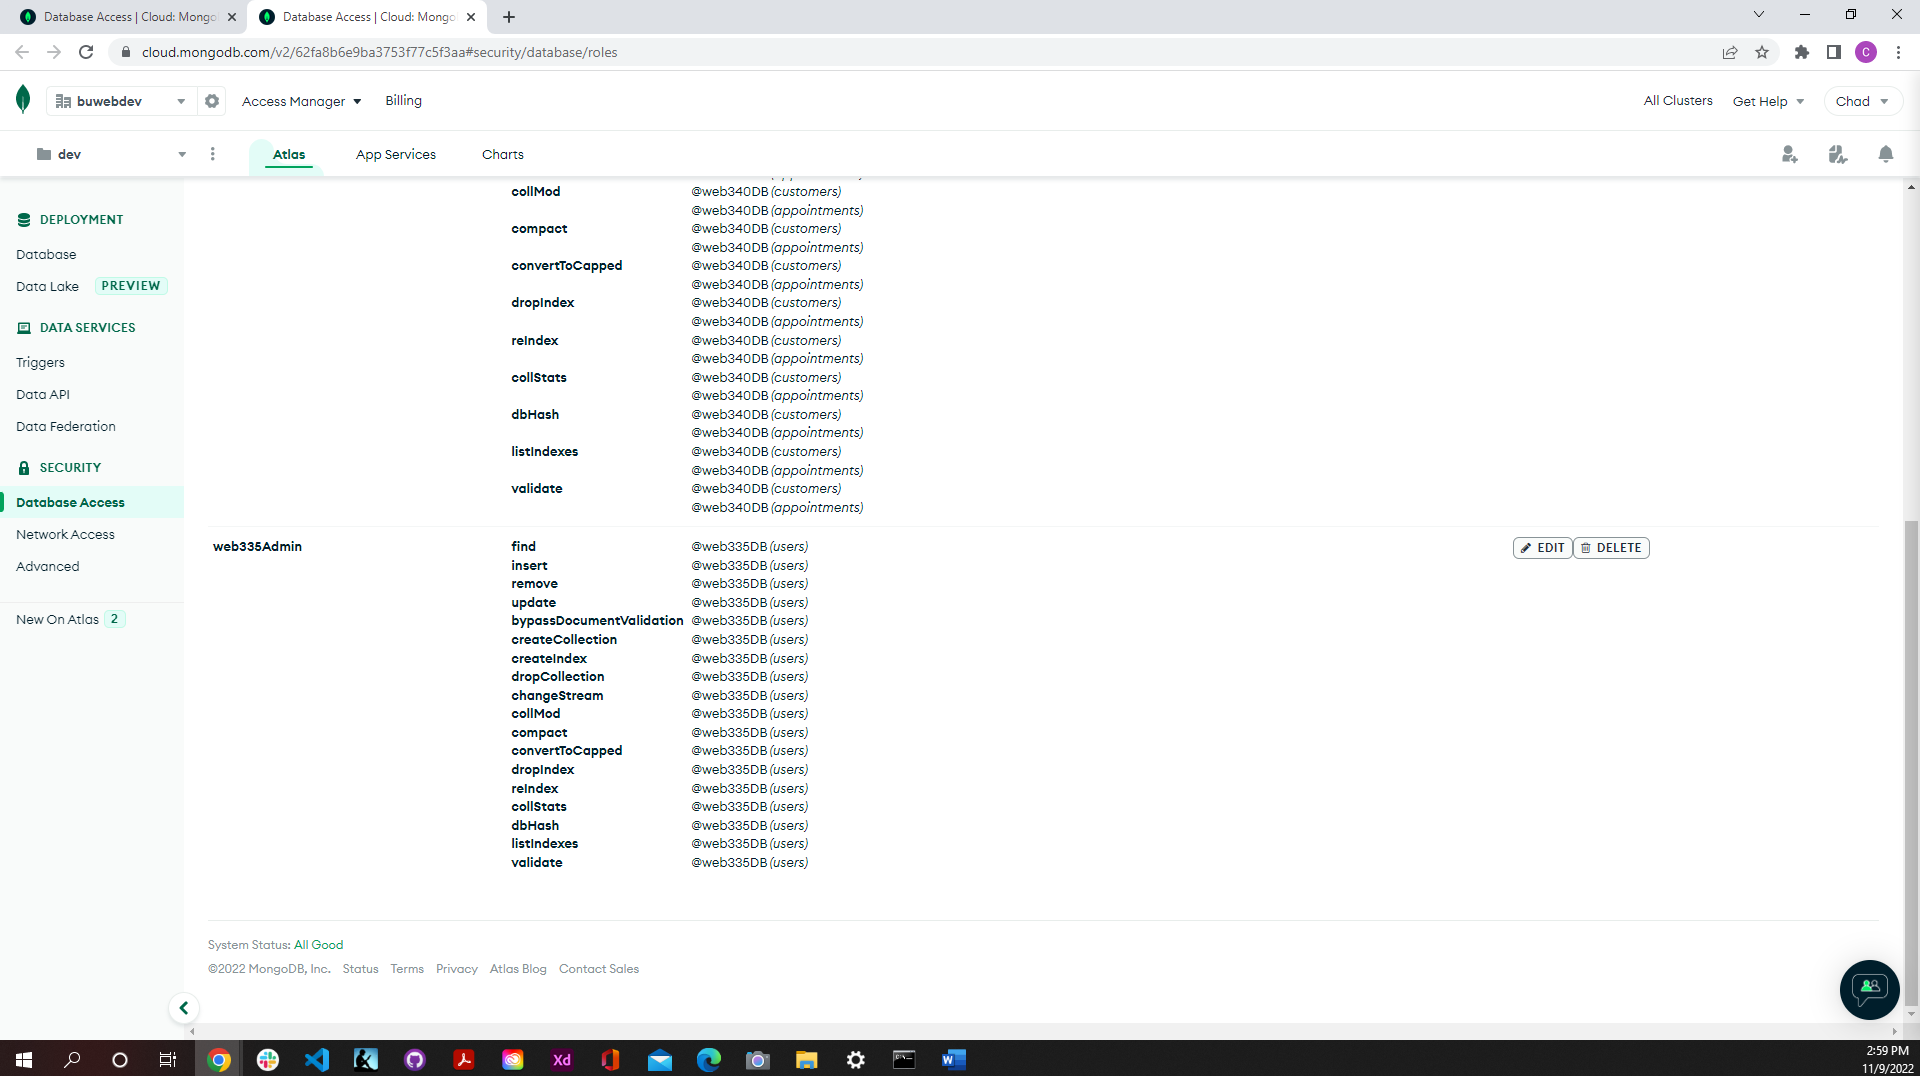 Database Access | Cloud: Mongo
Database Access | Cloud: Mongo
cloud.mongodb.com/v2/62fa8b6e9ba3753f77c5f3aa#security/database/roles
C
buwebdev
Access Manager
Billing
All Clusters
Get Help
Chad
dev
Atlas
App Services
Charts
DEPLOYMENT
Database
Data Lake PREVIEW
DATA SERVICES
Triggers
Data API
Data Federation
SECURITY
Database Access
Network Access
Advanced
New On Atlas 2
collMod @web340DB (customers)
@web340DB (appointments)
compact @web340DB (customers)
@web340DB (appointments)
convertToCapped @web340DB (customers)
@web340DB (appointments)
dropIndex @web340DB (customers)
@web340DB (appointments)
reIndex @web340DB (customers)
@web340DB (appointments)
collStats @web340DB (customers)
@web340DB (appointments)
dbHash @web340DB (customers)
@web340DB (appointments)
listIndexes @web340DB (customers)
@web340DB (appointments)
validate @web340DB (customers)
@web340DB (appointments)
web335Admin find @web335DB (users) EDIT DELETE
insert @web335DB (users)
remove @web335DB (users)
update @web335DB (users)
bypassDocumentValidation @web335DB (users)
createCollection @web335DB (users)
createIndex @web335DB (users)
dropCollection @web335DB (users)
changeStream @web335DB (users)
collMod @web335DB (users)
compact @web335DB (users)
convertToCapped @web335DB (users)
dropIndex @web335DB (users)
reIndex @web335DB (users)
collStats @web335DB (users)
dbHash @web335DB (users)
listIndexes @web335DB (users)
validate @web335DB (users)
System Status: All Good
©2022 MongoDB, Inc. Status Terms Privacy Atlas Blog Contact Sales
Xd
2:59 PM
11/9/2022